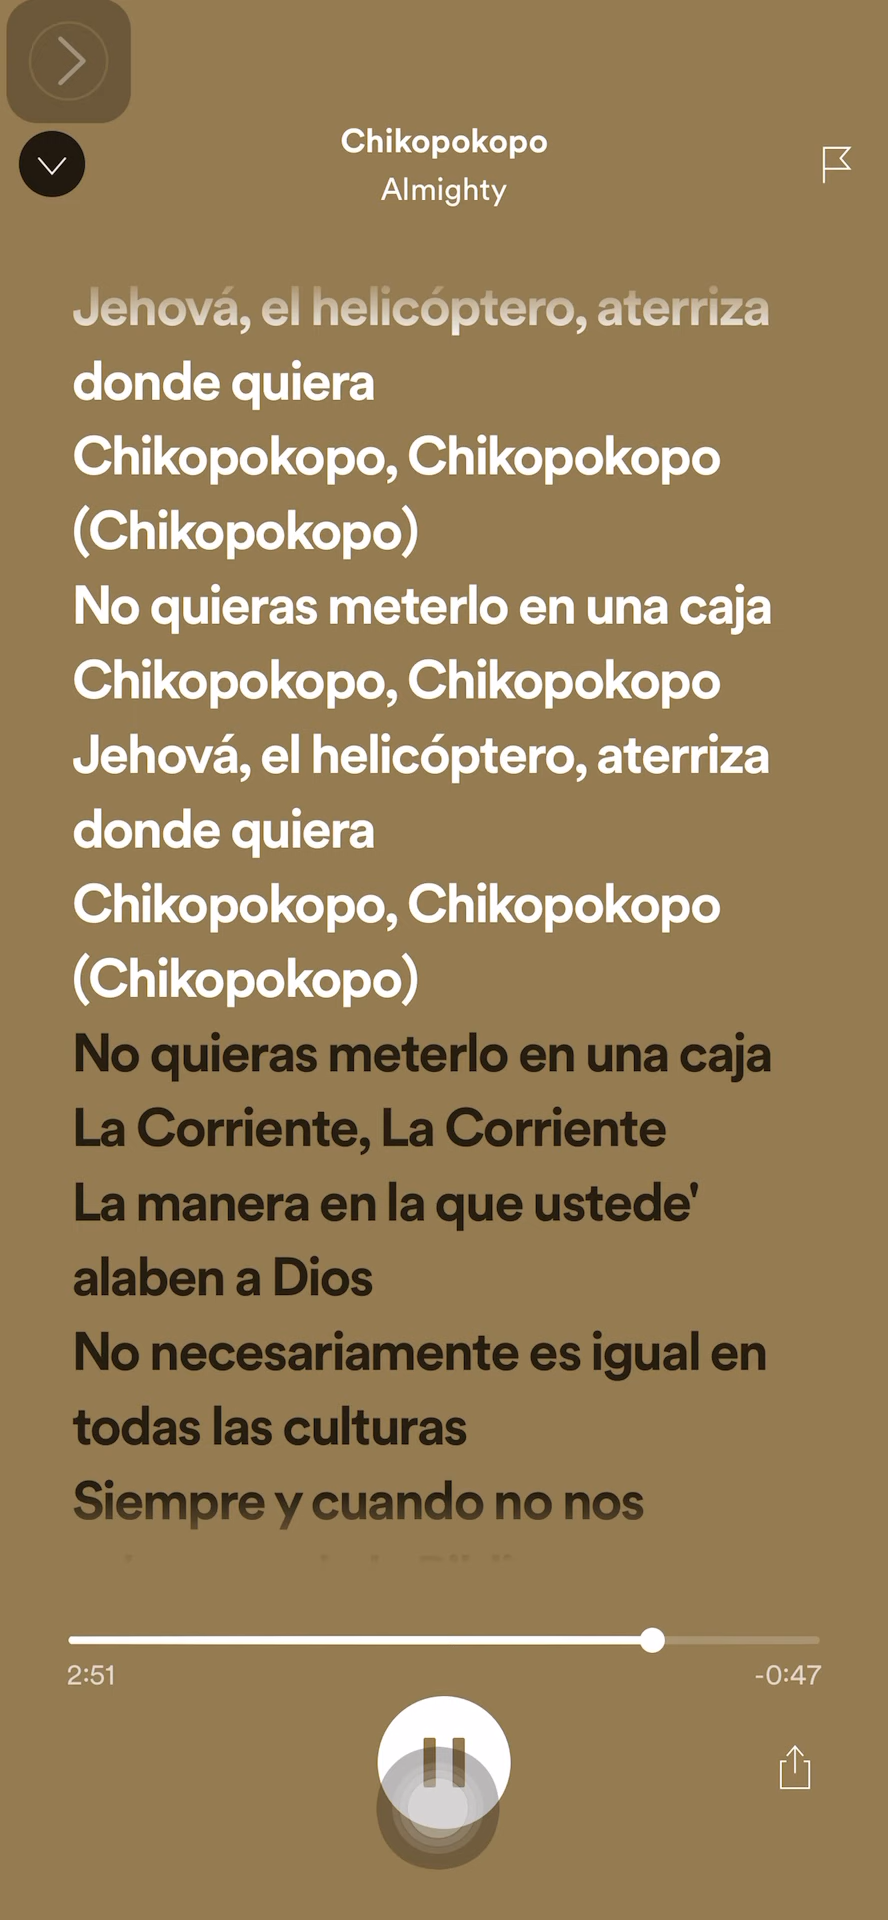 Chikopokopo
Almighty
Jehová, el helicóptero, aterriza
donde quiera
Chikopokopo, Chikopokopo
(Chikopokopo)
No quieras meterlo en una caja
Chikopokopo, Chikopokopo
Jehová, el helicóptero, aterriza
donde quiera
Chikopokopo, Chikopokopo
(Chikopokopo)
No quieras meterlo en una caja
La Corriente, La Corriente
La manera en la que ustede'
alaben a Dios
No necesariamente es igual en
todas las culturas
Siempre y cuando no nos
2:51
-0:47